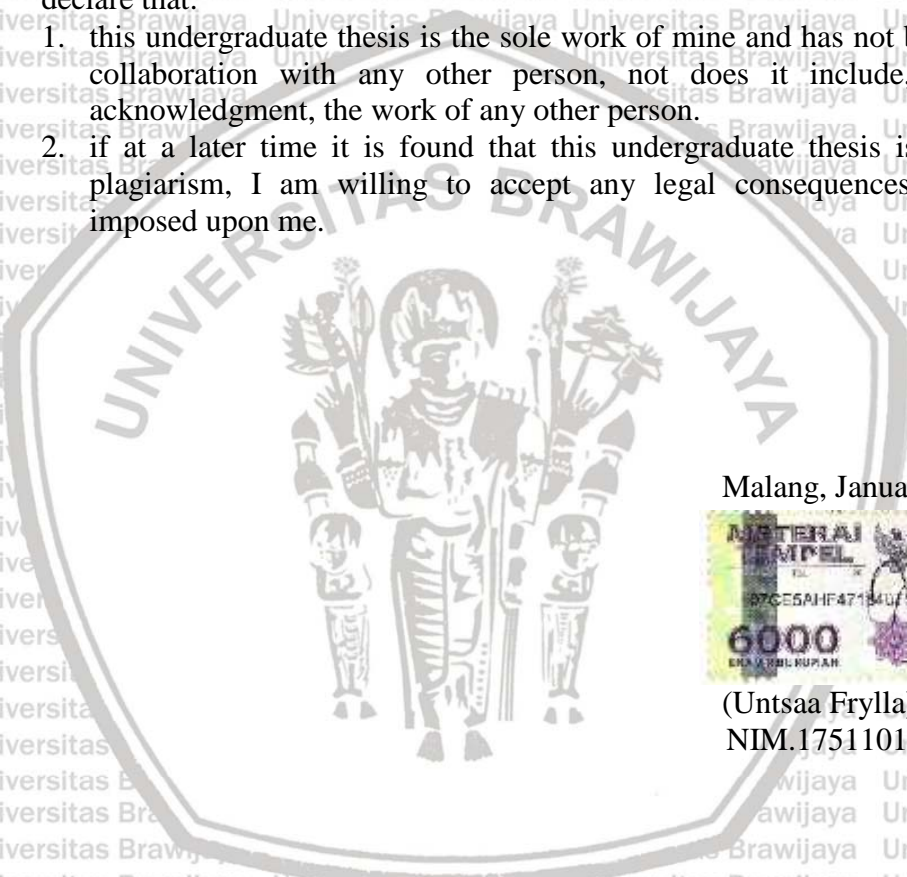 declare that:
1. this undergraduate thesis is the sole work of mine and has not
collaboration with any other person, not does it include,
acknowledgment, the work of any other person.
2. if at a later time it is found that this undergraduate thesis is
plagiarism, I am willing to accept any legal consequences
imposed upon me.
UNIVERSITAS BRAWIJAYA
Malang, Janua
METERAI
TEMPEL
6000
ENAM RIBU RUPIAH
(Untsaa Frylla)
NIM.1751101